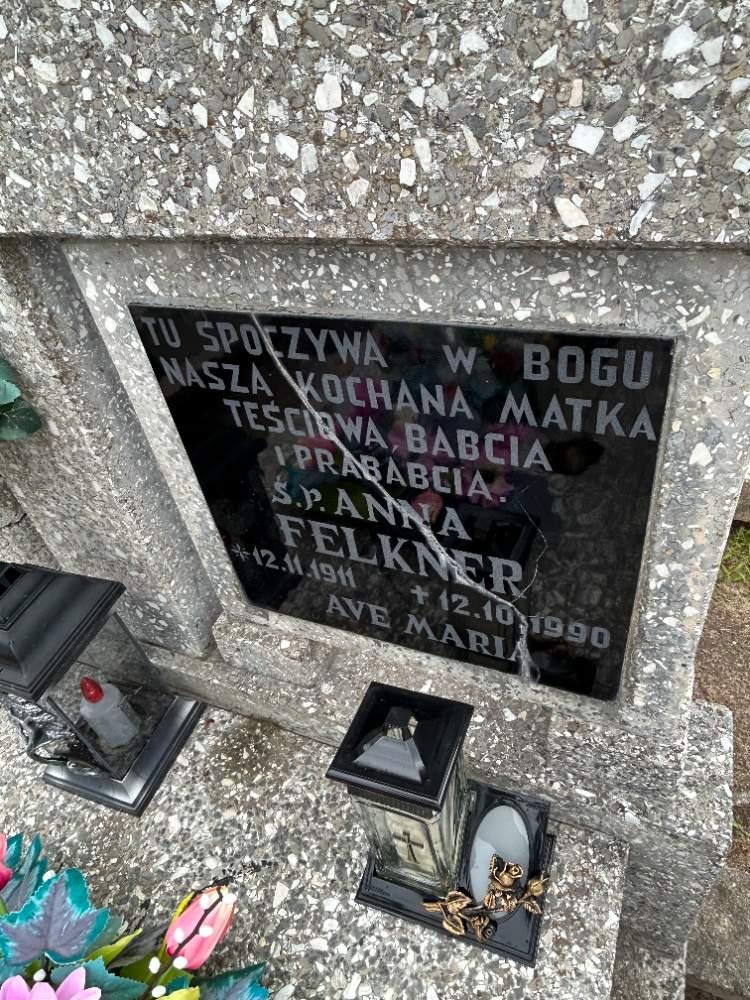 TU SPOCZYWA W BOGU
NASZA KOCHANA MATKA
TEŚCIOWA BABCIA
I PRABABCIA.
Ś.P. ANNA
FELKNER
*12.11.1911 †12.10.1990
AVE MARIA